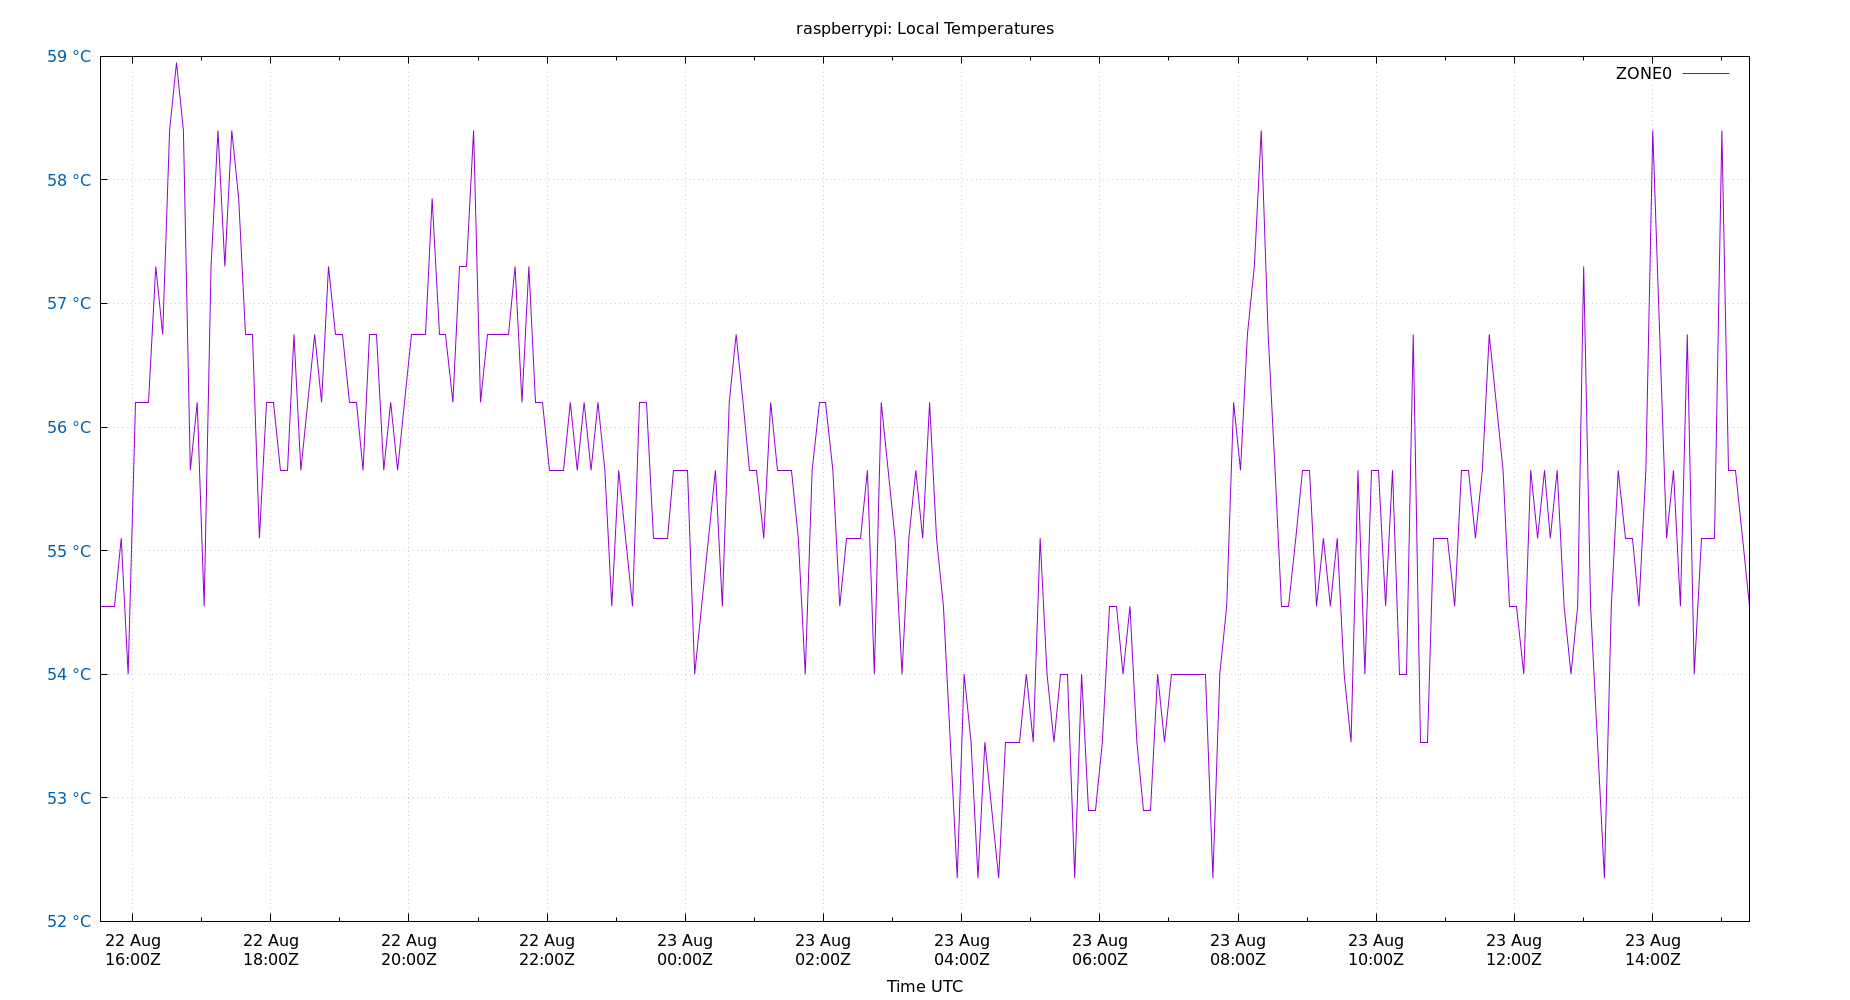 raspberrypi: Local Temperatures
59 °C
ZONE0
58 °C
57 °C
56 °C
55 °C
54 °C
53 °C
52 °C
22 Aug 22 Aug 22 Aug 22 Aug 23 Aug 23 Aug 23 Aug 23 Aug 23 Aug 23 Aug 23 Aug 23 Aug
16:00Z 18:00Z 20:00Z 22:00Z 00:00Z 02:00Z 04:00Z 06:00Z 08:00Z 10:00Z 12:00Z 14:00Z
Time UTC